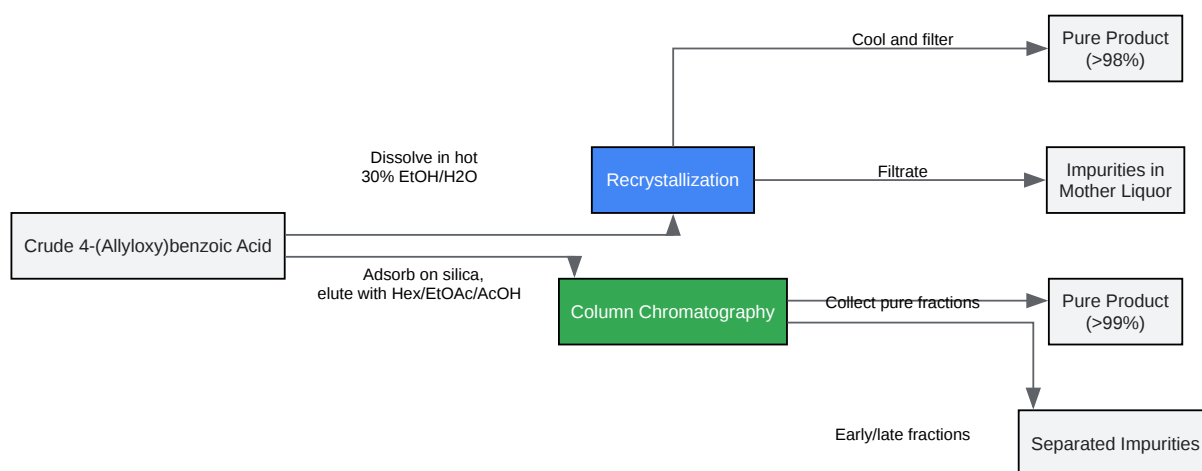 Cool and filter
Pure Product
(>98%)
Dissolve in hot
30% EtOH/H2O
Recrystallization
Filtrate
Impurities in
Mother Liquor
Crude 4-(Allyloxy)benzoic Acid
Adsorb on silica,
elute with Hex/EtOAc/AcOH
Column Chromatography
Collect pure fractions
Pure Product
(>99%)
Early/late fractions
Separated Impurities